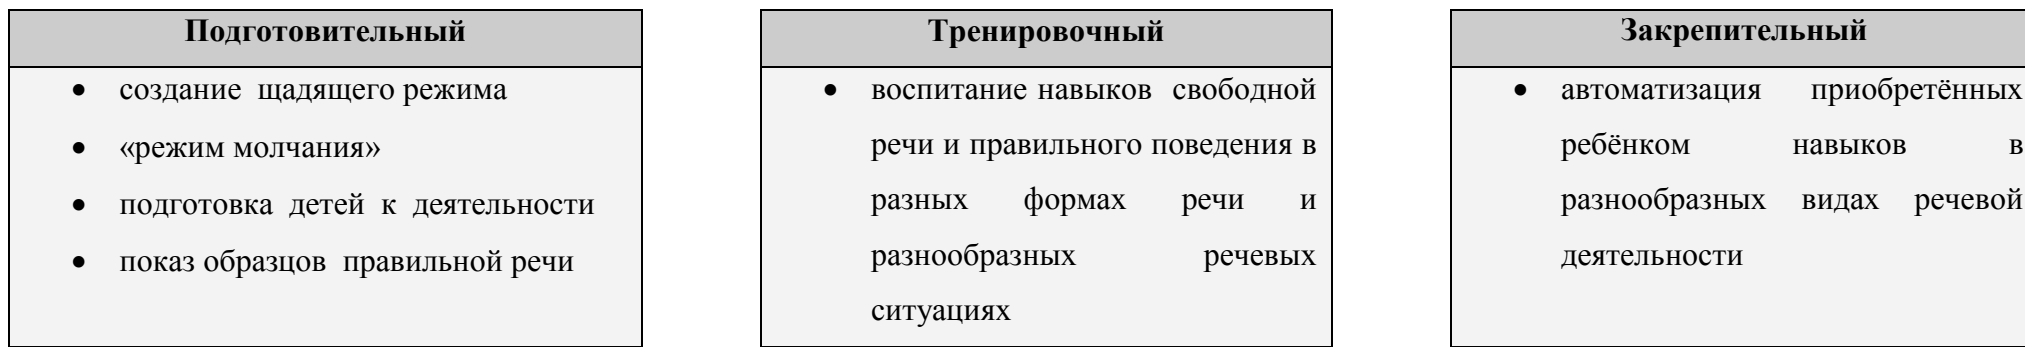 Подготовительный
• создание щадящего режима
• «режим молчания»
• подготовка детей к деятельности
• показ образцов правильной речи
Тренировочный
• воспитание навыков свободной
речи и правильного поведения в
разных формах речи и
разнообразных речевых
ситуациях
Закрепительный
• автоматизация приобретённых
ребёнком навыков в
разнообразных видах речевой
деятельности